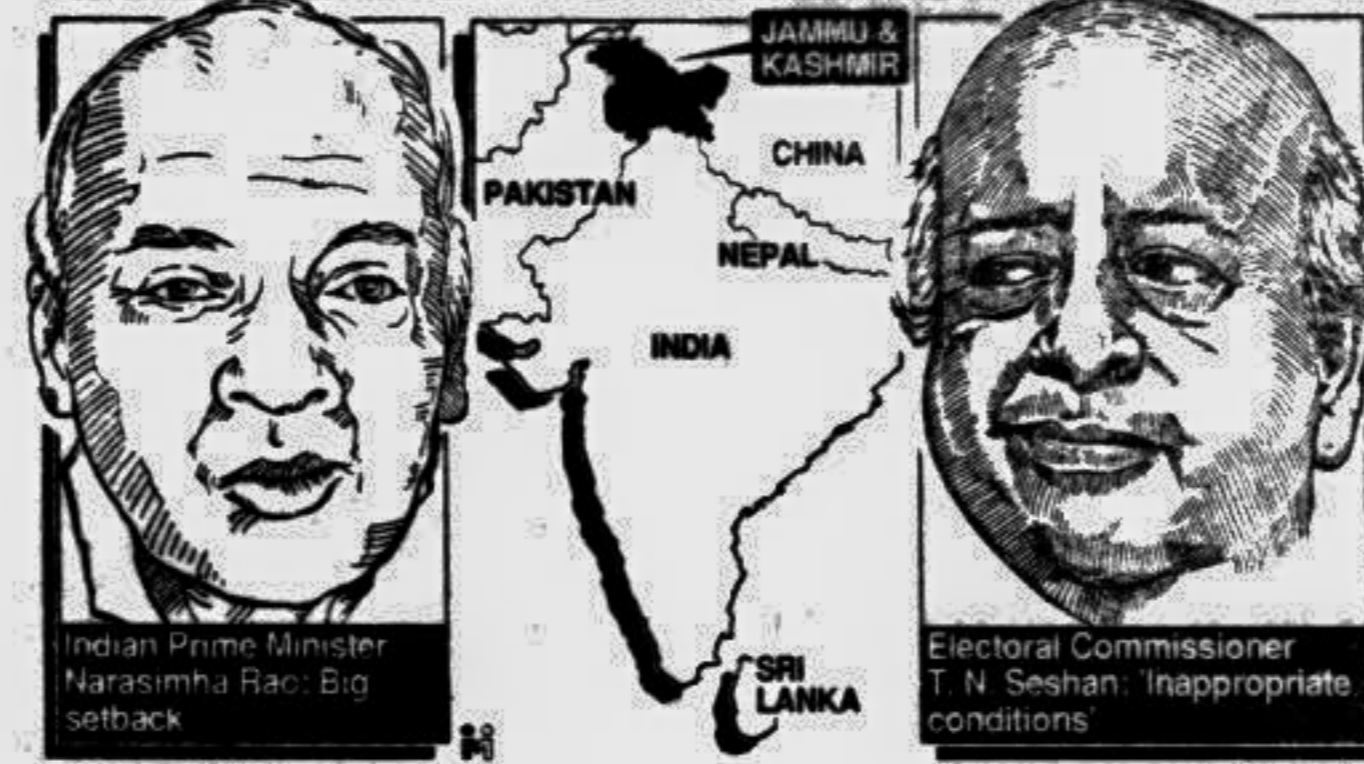 Indian Prime Minister
Narasimha Rao: Big
setback
JAMMU &
KASHMIR
CHINA
PAKISTAN
NEPAL
INDIA
SRI
LANKA
Electoral Commissioner
T. N. Seshan: 'Inappropriate
conditions'